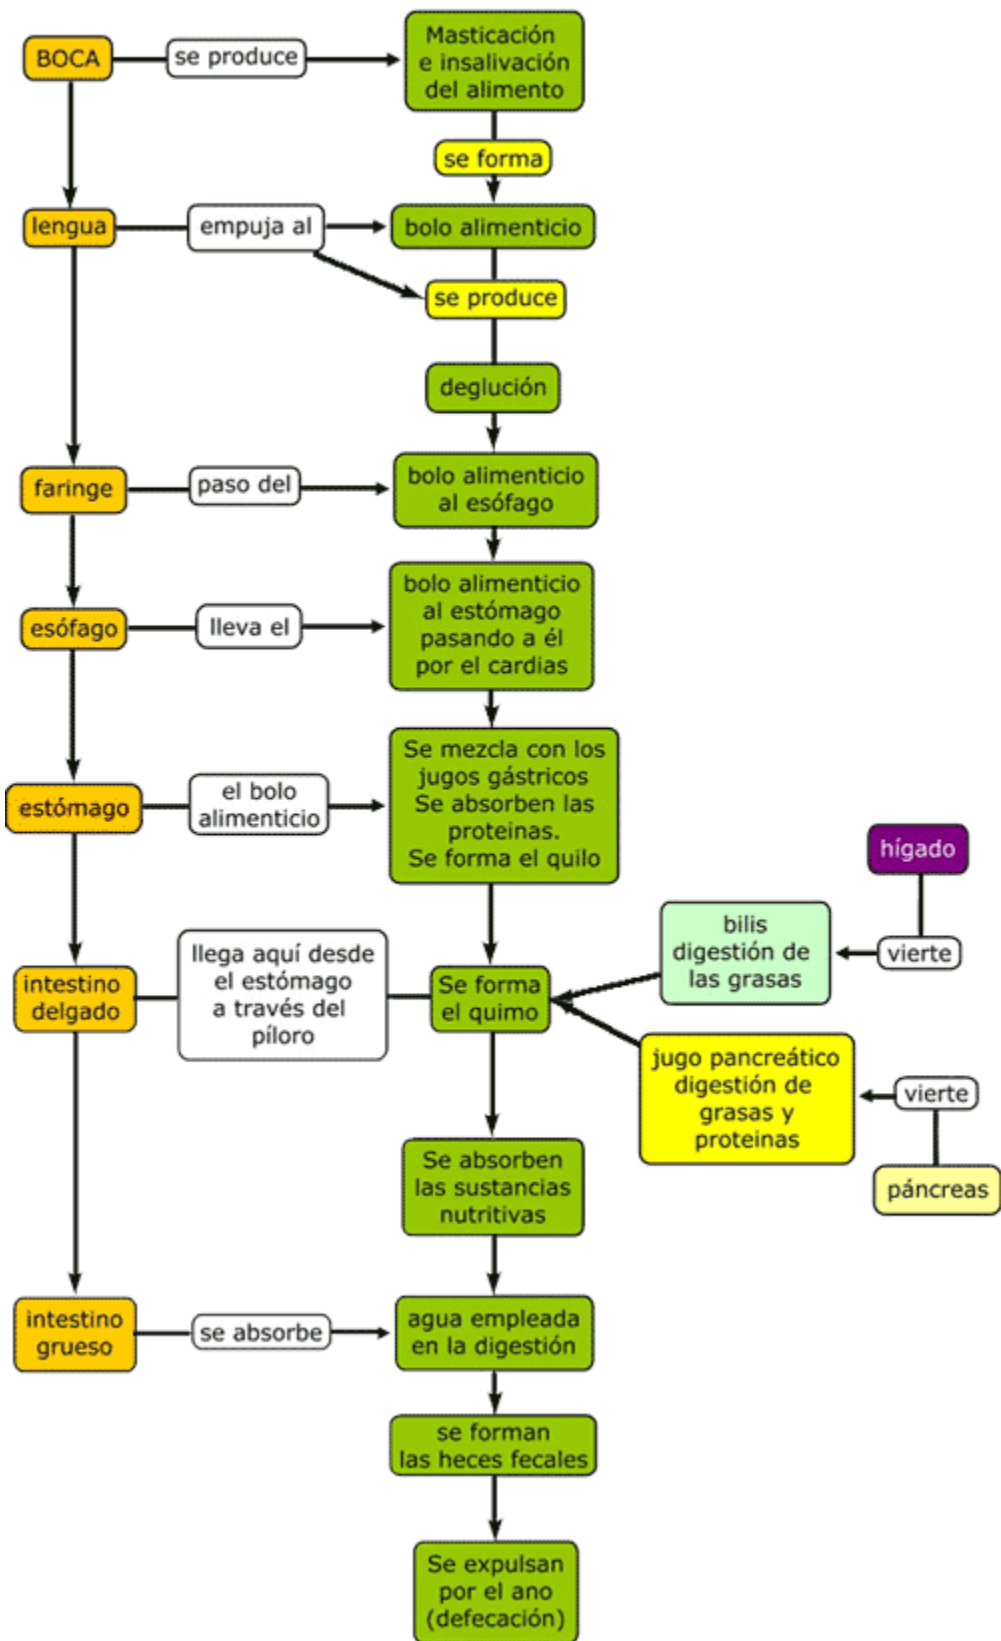 BOCA
se produce
Masticación
e insalivación
del alimento
se forma
lengua
empuja al
bolo alimenticio
se produce
deglución
faringe
paso del
bolo alimenticio
al esófago
esófago
lleva el
bolo alimenticio
al estómago
pasando a él
por el cardias
estómago
el bolo
alimenticio
Se mezcla con los
jugos gástricos
Se absorben las
proteinas.
Se forma el quilo
hígado
vierte
bilis
digestión de
las grasas
intestino
delgado
llega aquí desde
el estómago
a través del
píloro
Se forma
el quimo
jugo pancreático
digestión de
grasas y
proteinas
vierte
páncreas
Se absorben
las sustancias
nutritivas
intestino
grueso
se absorbe
agua empleada
en la digestión
se forman
las heces fecales
Se expulsan
por el ano
(defecación)